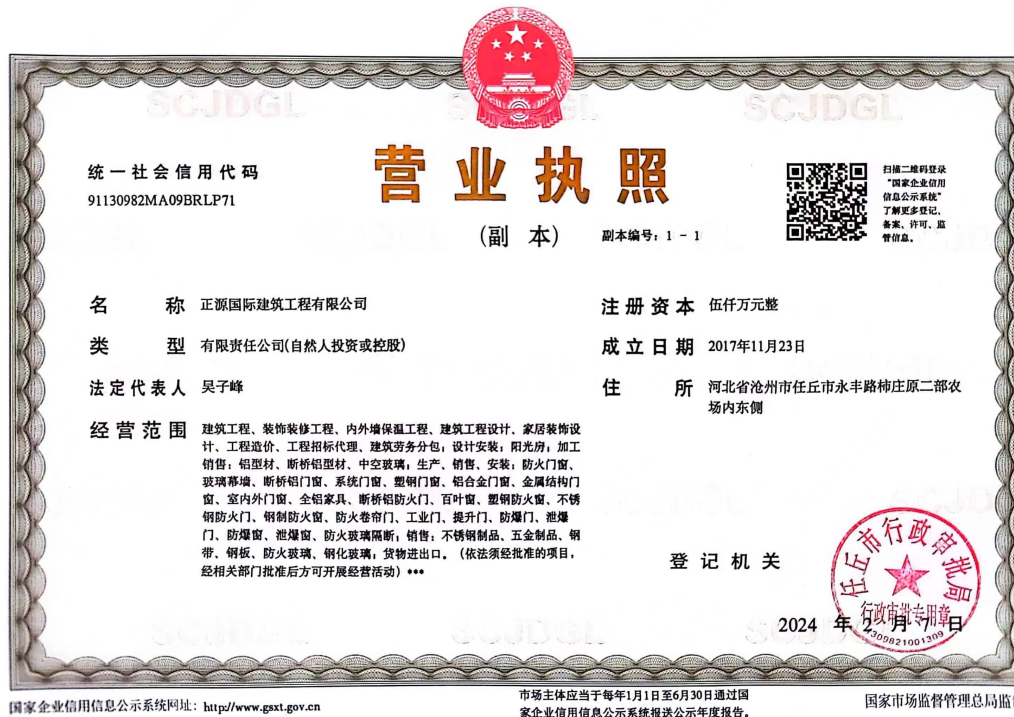 营业执照
(副 本)
副本编号：1 - 1
统一社会信用代码
91130982MA09BRLP71
扫描二维码登录
“国家企业信用
信息公示系统”
了解更多登记、
备案、许可、监
管信息。
名 称 正源国际建筑工程有限公司
类 型 有限责任公司(自然人投资或控股)
法定代表人 吴子峰
经营范围 建筑工程、装饰装修工程、内外墙保温工程、建筑工程设计、家居装饰设
计、工程造价、工程招标代理、建筑劳务分包；设计安装：阳光房；加工
销售：铝型材、断桥铝型材、中空玻璃；生产、销售、安装：防火门窗、
玻璃幕墙、断桥铝门窗、系统门窗、塑钢门窗、铝合金门窗、金属结构门
窗、室内外门窗、全铝家具、断桥铝防火门、百叶窗、塑钢防火窗、不锈
钢防火门、钢制防火窗、防火卷帘门、工业门、提升门、防爆门、泄爆
门、防爆窗、泄爆窗、防火玻璃隔断；销售：不锈钢制品、五金制品、钢
带、钢板、防火玻璃、钢化玻璃；货物进出口。（依法须经批准的项目，
经相关部门批准后方可开展经营活动）***
注册资本 伍仟万元整
成立日期 2017年11月23日
住 所 河北省沧州市任丘市永丰路柿庄原二部农
场内东侧
登记机关
任丘市行政审批局
行政审批专用章
1309821001309
2024 年 2 月 7 日
SCJDGL
SCJDGL
国家企业信用信息公示系统网址：http://www.gsxt.gov.cn
市场主体应当于每年1月1日至6月30日通过国
家企业信用信息公示系统报送公示年度报告。
国家市场监督管理总局监